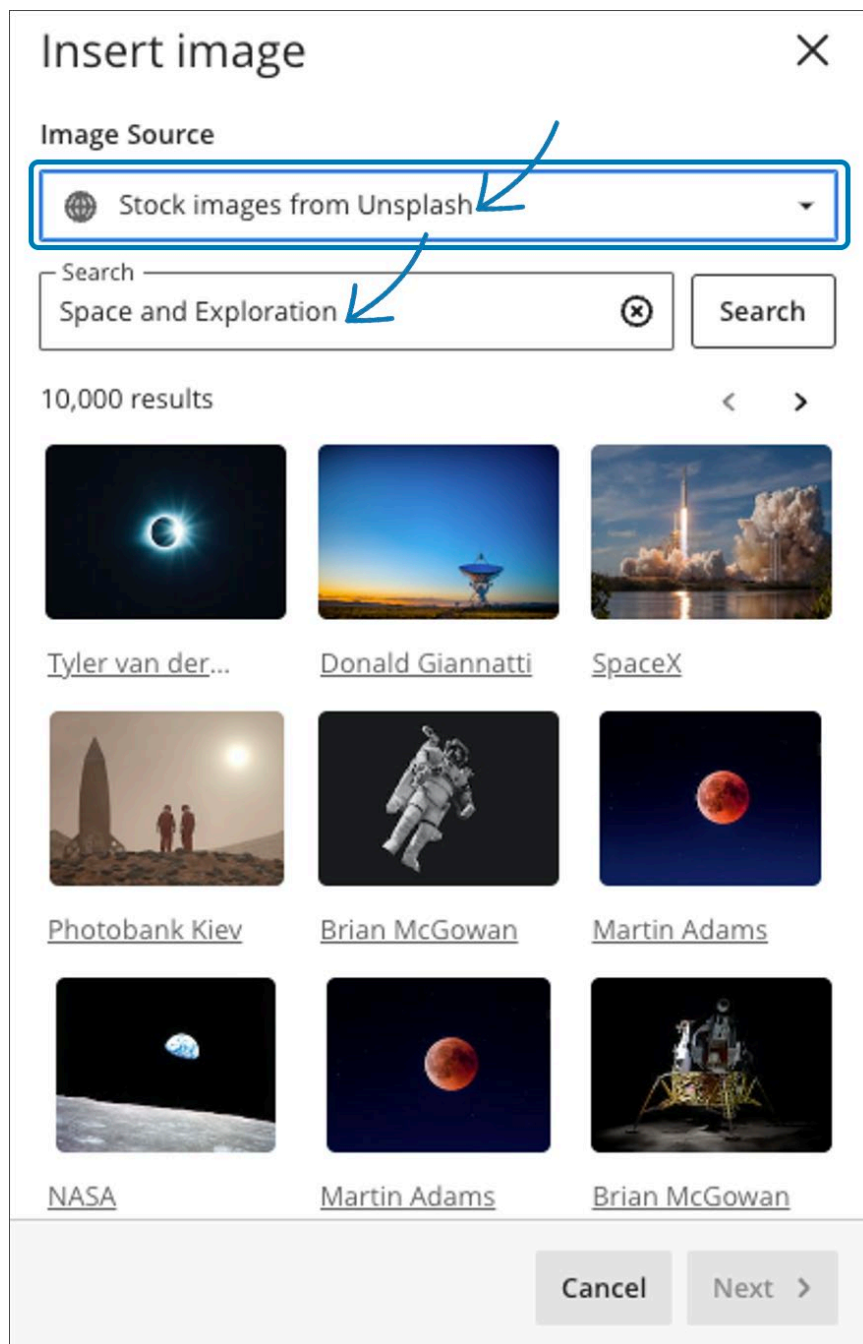 Insert image
Image Source
Stock images from Unsplash
Search
Space and Exploration
Search
10,000 results
Tyler van der...
Donald Giannatti
SpaceX
Photobank Kiev
Brian McGowan
Martin Adams
NASA
Martin Adams
Brian McGowan
Cancel
Next